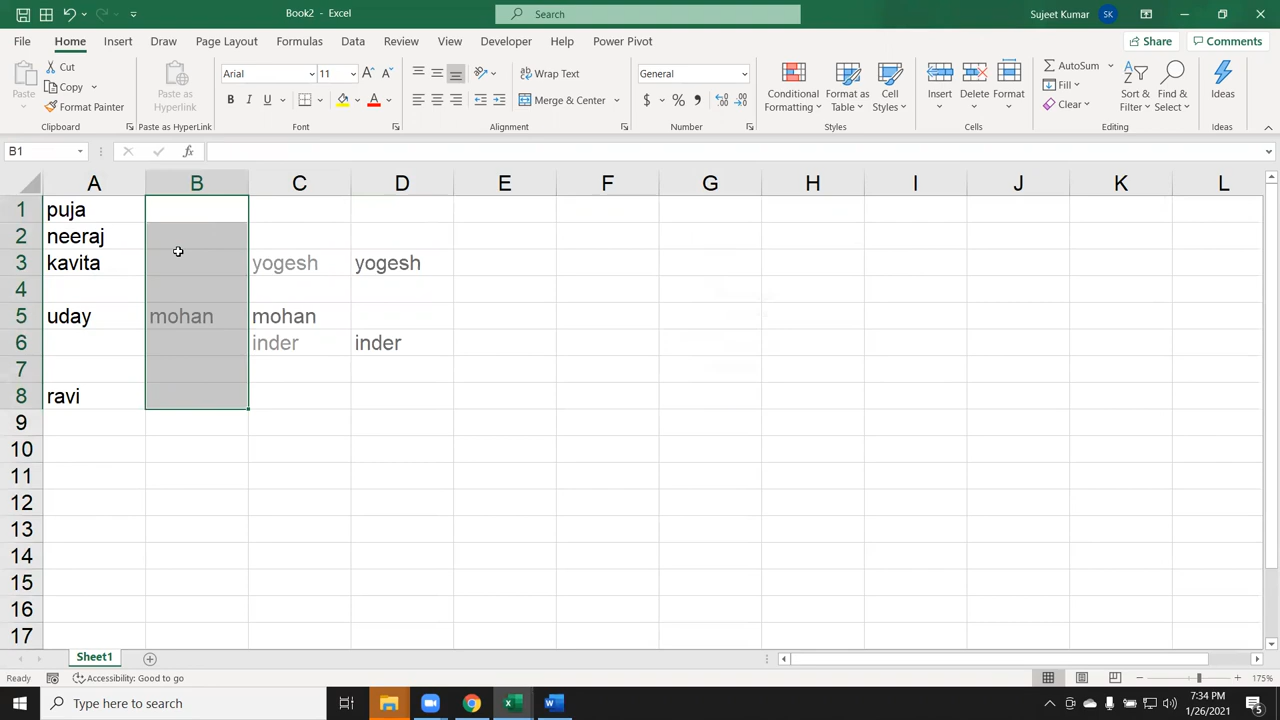 Book2 - Excel
Search
Sujeet Kumar
SK
File Home Insert Draw Page Layout Formulas Data Review View Developer Help Power Pivot
Share Comments
Paste
Cut
Copy
Format Painter
Clipboard
Paste as HyperLink
Paste as HyperLink
Arial 11
B I U
Font
Wrap Text
Merge & Center
Alignment
General
$ % ,
Number
Conditional Formatting
Format as Table
Cell Styles
Styles
Insert Delete Format
Cells
AutoSum
Fill
Clear
Sort & Filter
Find & Select
Editing
Ideas
Ideas
B1
fx
A B C D E F G H I J K L
1 puja
2 neeraj
3 kavita yogesh yogesh
4
5 uday mohan mohan
6 inder inder
7
8 ravi
9
10
11
12
13
14
15
16
17
Sheet1
Ready
Accessibility: Good to go
175%
Type here to search
7:34 PM
1/26/2021
5